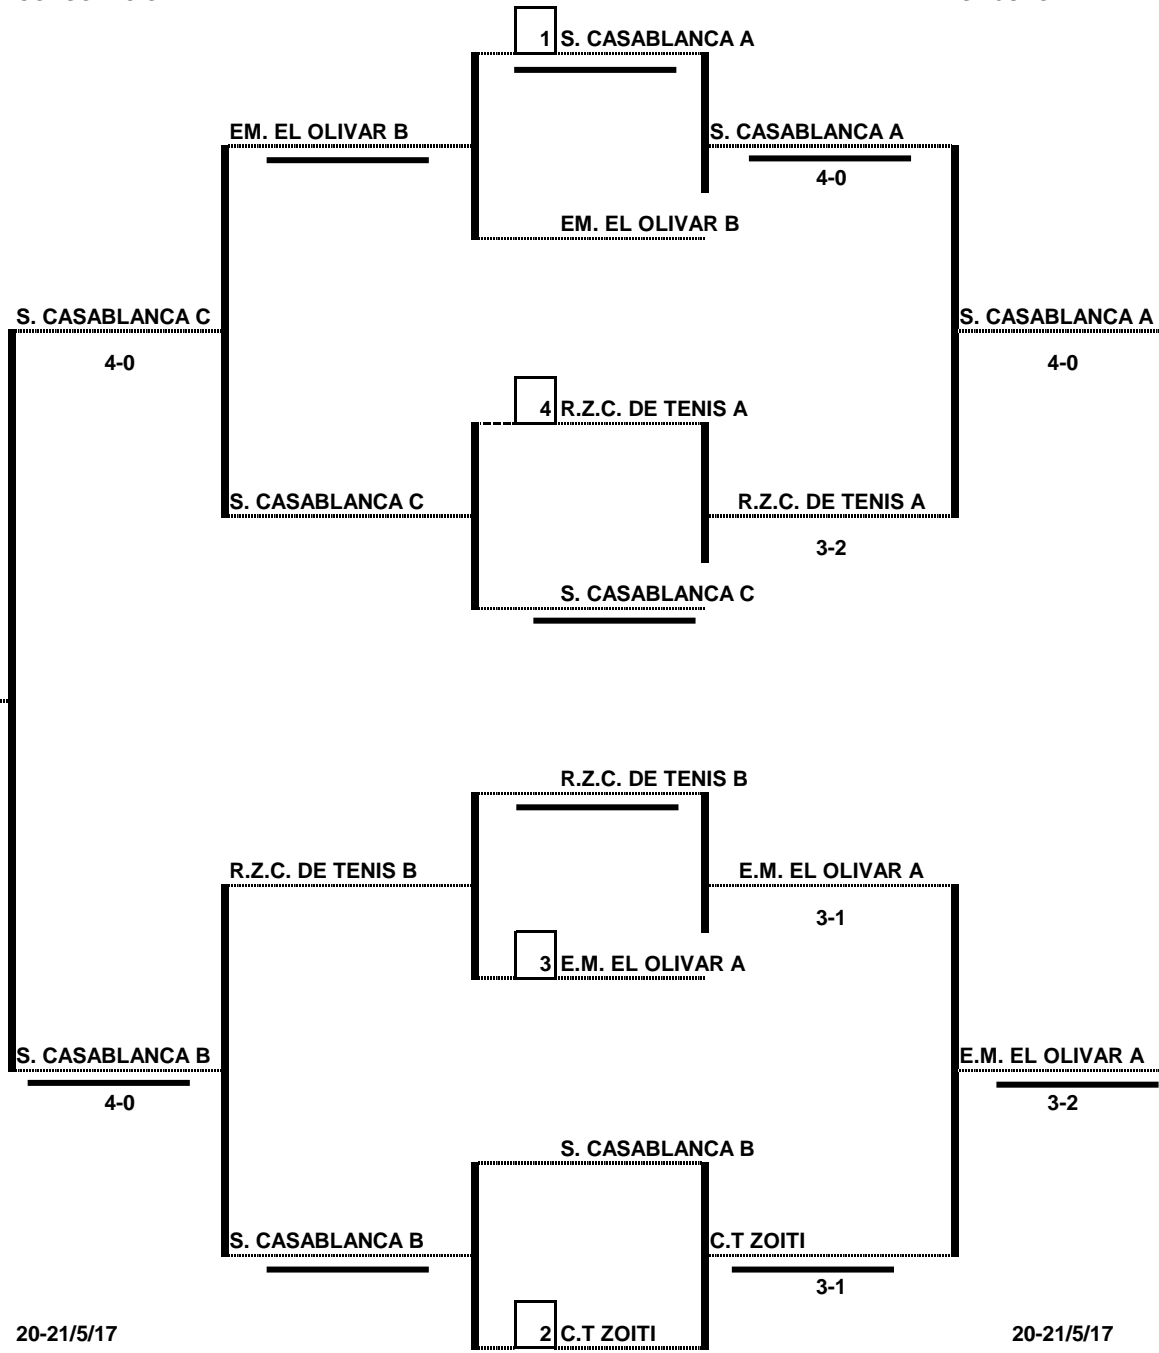 1 S. CASABLANCA A
EM. EL OLIVAR B
S. CASABLANCA A
4-0
EM. EL OLIVAR B
S. CASABLANCA C
S. CASABLANCA A
4-0
4-0
4 R.Z.C. DE TENIS A
S. CASABLANCA C
R.Z.C. DE TENIS A
3-2
S. CASABLANCA C
R.Z.C. DE TENIS B
R.Z.C. DE TENIS B
E.M. EL OLIVAR A
3-1
3 E.M. EL OLIVAR A
S. CASABLANCA B
E.M. EL OLIVAR A
4-0
3-2
S. CASABLANCA B
S. CASABLANCA B
C.T ZOITI
3-1
20-21/5/17
2 C.T ZOITI
20-21/5/17